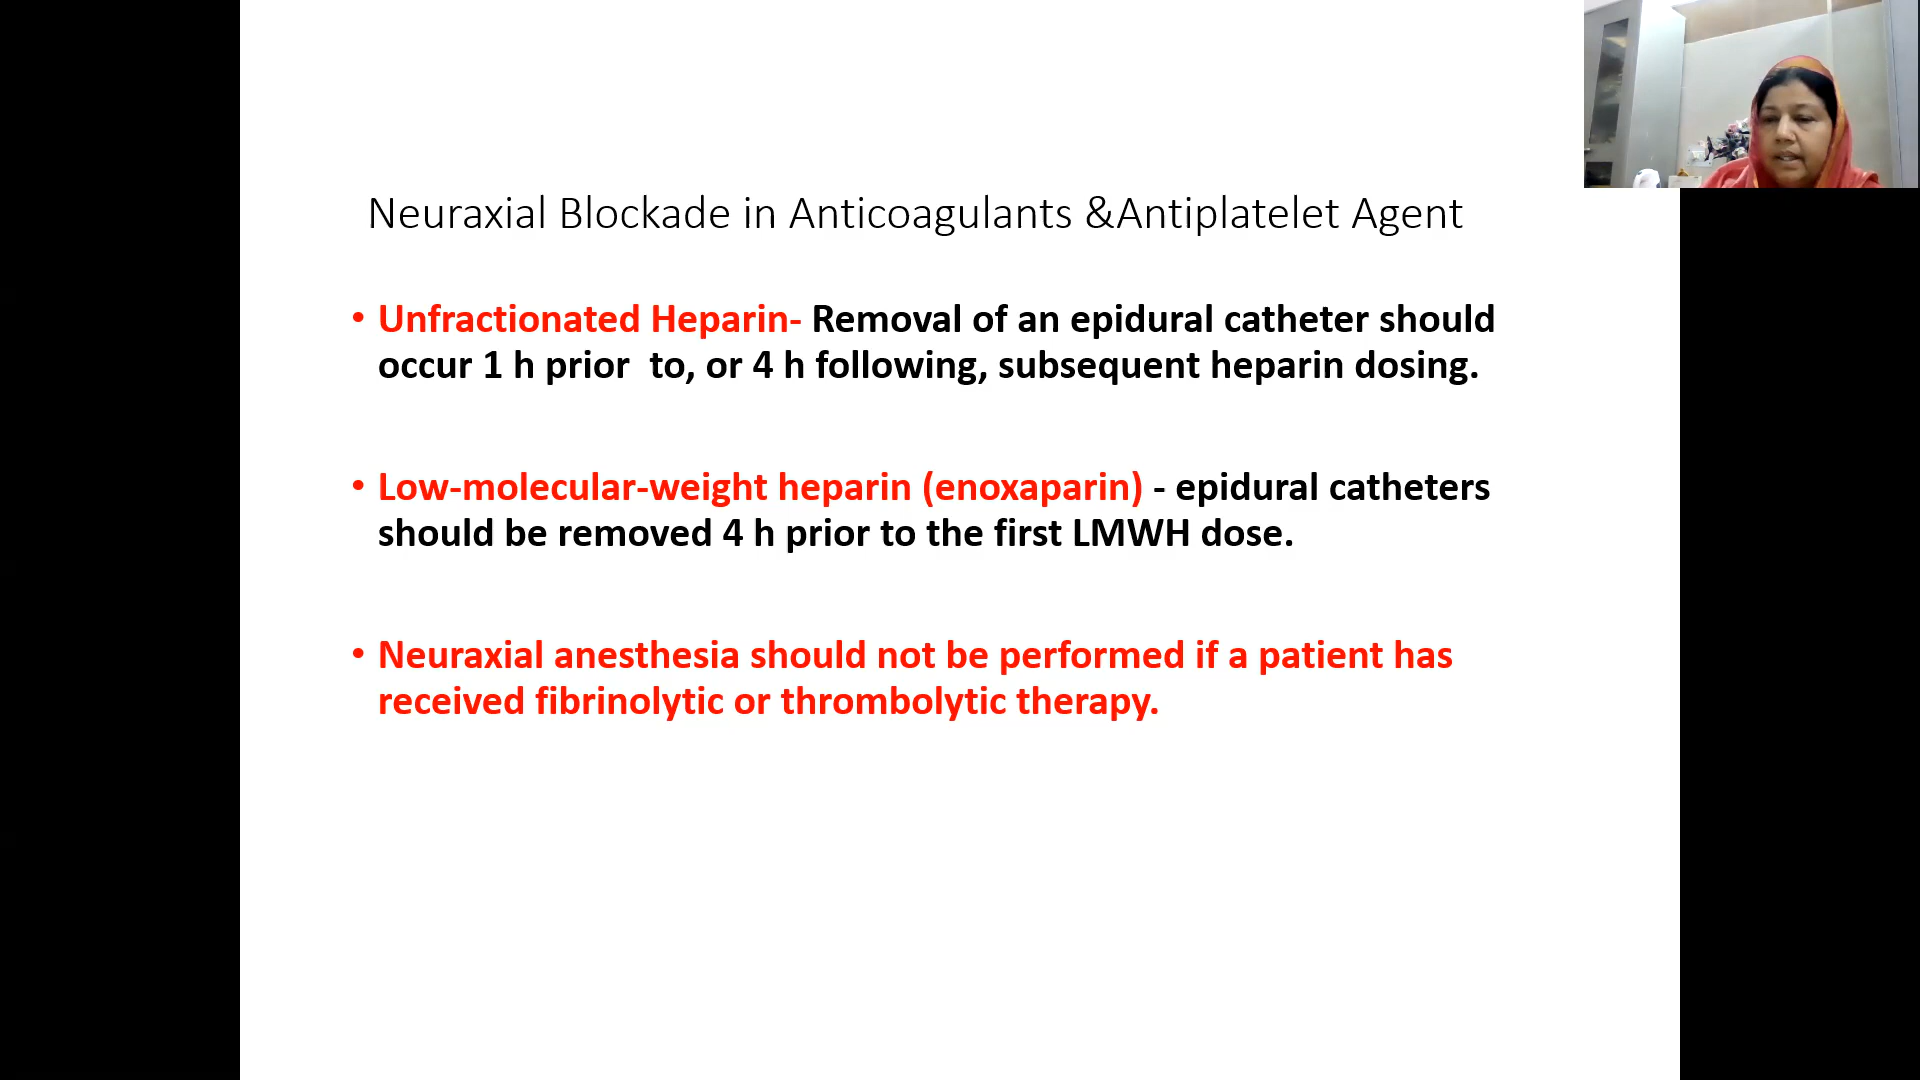 Neuraxial Blockade in Anticoagulants &Antiplatelet Agent
• Unfractionated Heparin- Removal of an epidural catheter should
occur 1 h prior  to, or 4 h following, subsequent heparin dosing.
• Low-molecular-weight heparin (enoxaparin) - epidural catheters
should be removed 4 h prior to the first LMWH dose.
• Neuraxial anesthesia should not be performed if a patient has
received fibrinolytic or thrombolytic therapy.